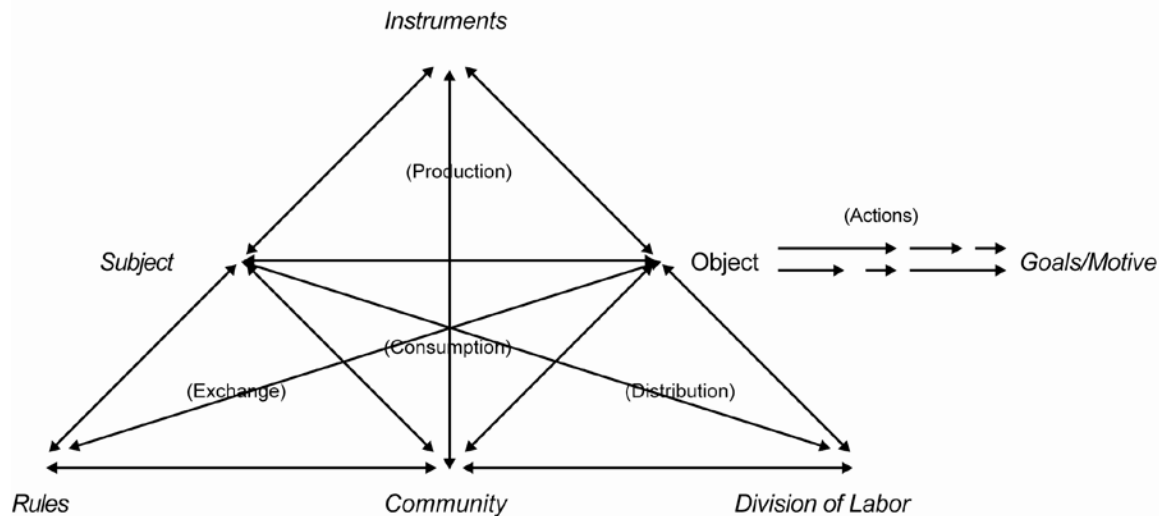 Instruments
(Production)
(Actions)
Subject
Object
Goals/Motive
(Consumption)
(Exchange)
(Distribution)
Rules
Community
Division of Labor